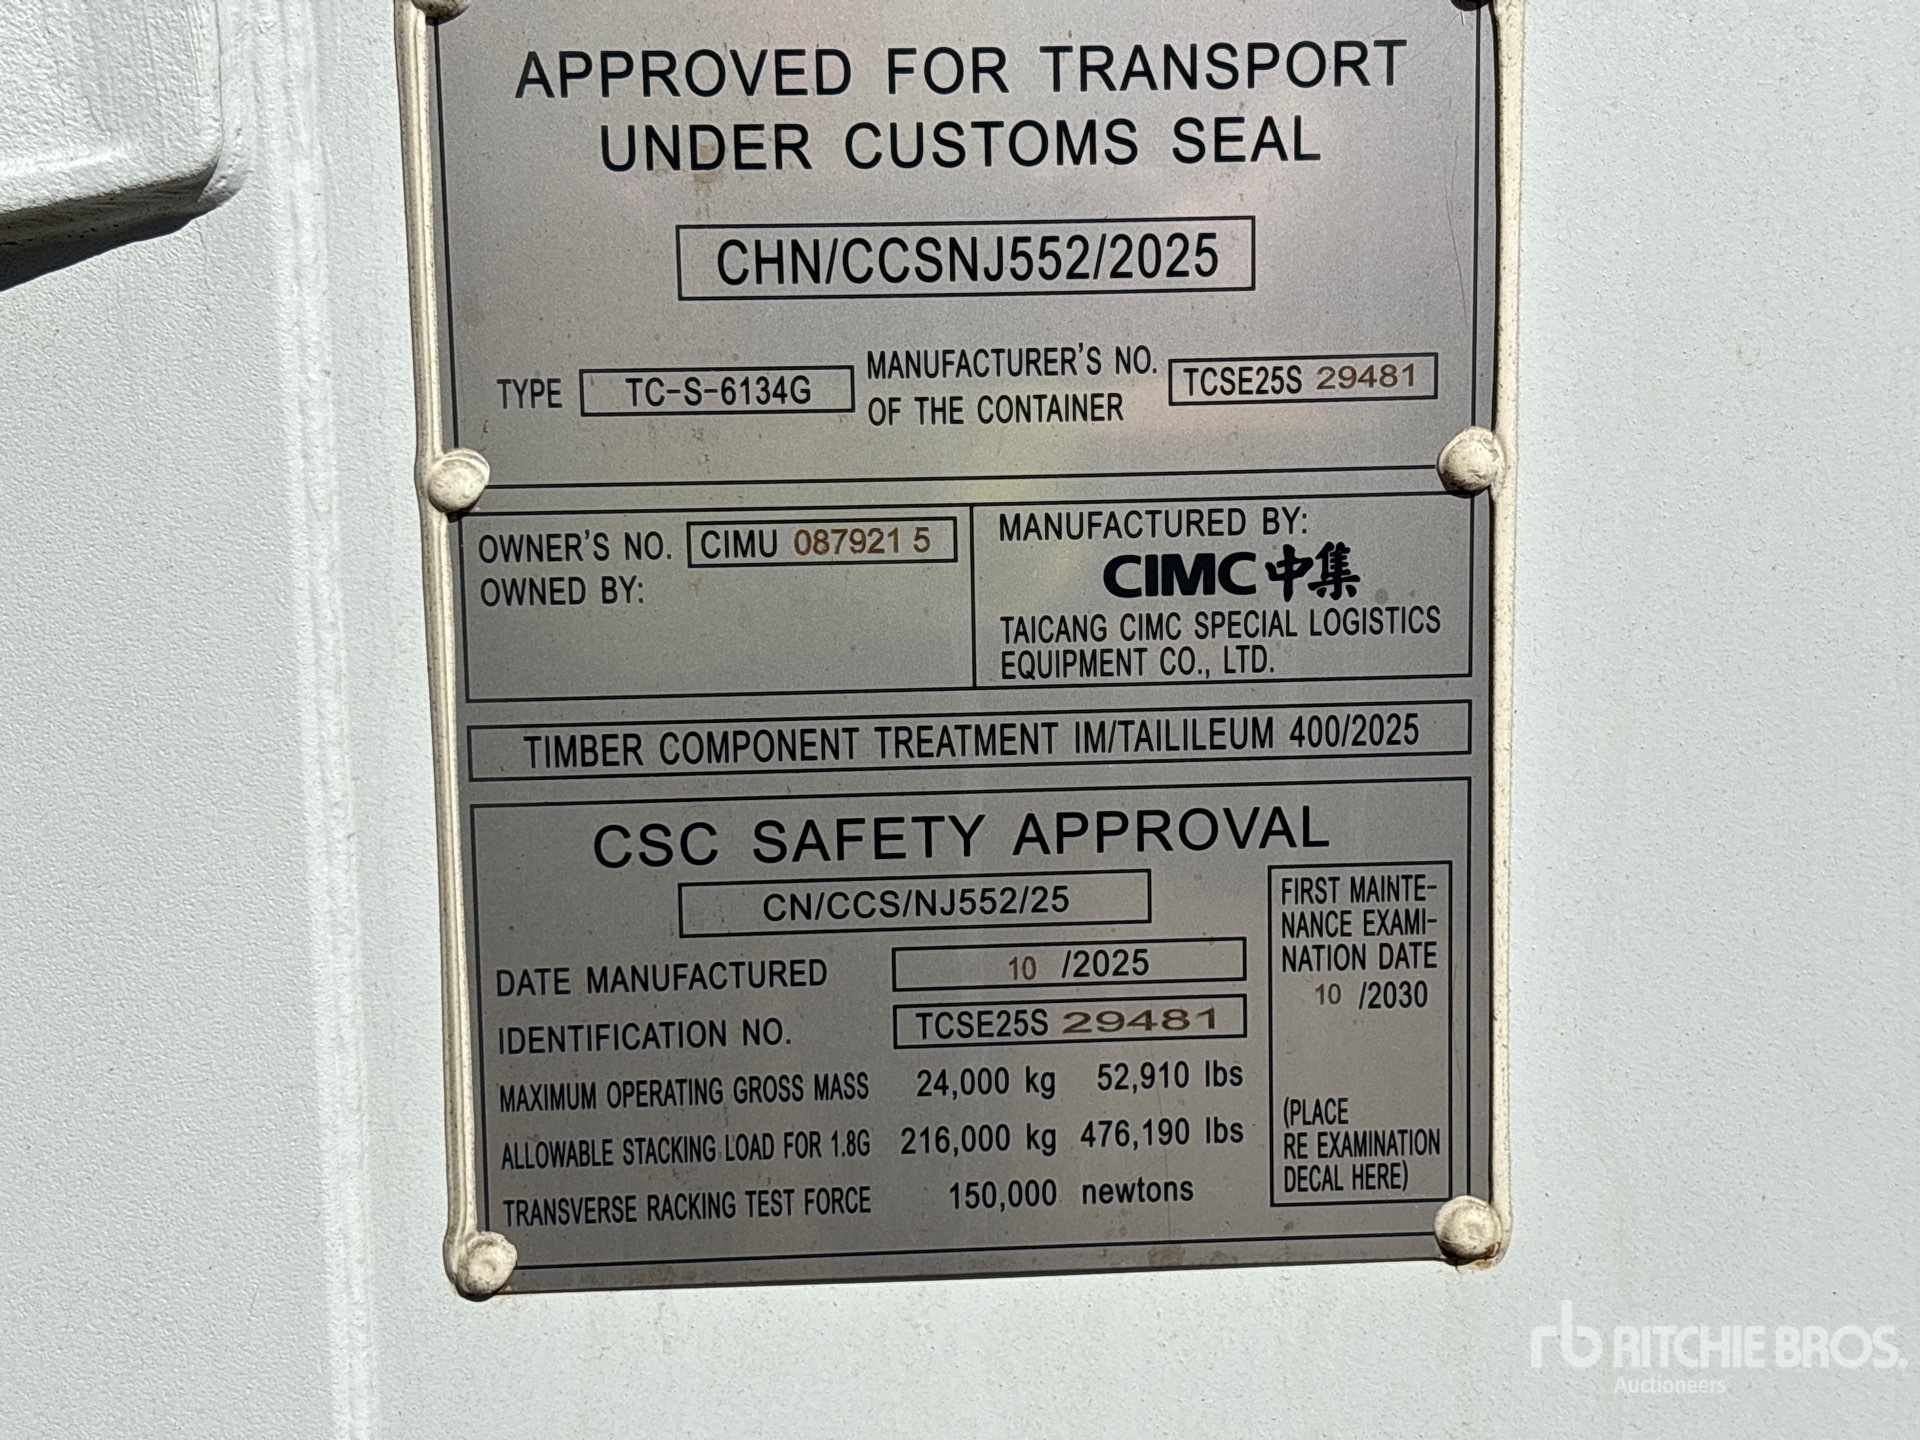 APPROVED FOR TRANSPORT
UNDER CUSTOMS SEAL
CHN/CCSNJ552/2025
TYPE TC-S-6134G MANUFACTURER'S NO. OF THE CONTAINER TCSE25S 29481
OWNER'S NO. CIMU 087921 5
OWNED BY:
MANUFACTURED BY:
CIMC中集
TAICANG CIMC SPECIAL LOGISTICS
EQUIPMENT CO., LTD.
TIMBER COMPONENT TREATMENT IM/TAILILEUM 400/2025
CSC SAFETY APPROVAL
CN/CCS/NJ552/25
DATE MANUFACTURED 10 /2025
IDENTIFICATION NO. TCSE25S 29481
MAXIMUM OPERATING GROSS MASS 24,000 kg 52,910 lbs
ALLOWABLE STACKING LOAD FOR 1.8G 216,000 kg 476,190 lbs
TRANSVERSE RACKING TEST FORCE 150,000 newtons
FIRST MAINTE-
NANCE EXAMI-
NATION DATE
10 /2030
(PLACE
RE EXAMINATION
DECAL HERE)
rb RITCHIE BROS.
Auctioneers